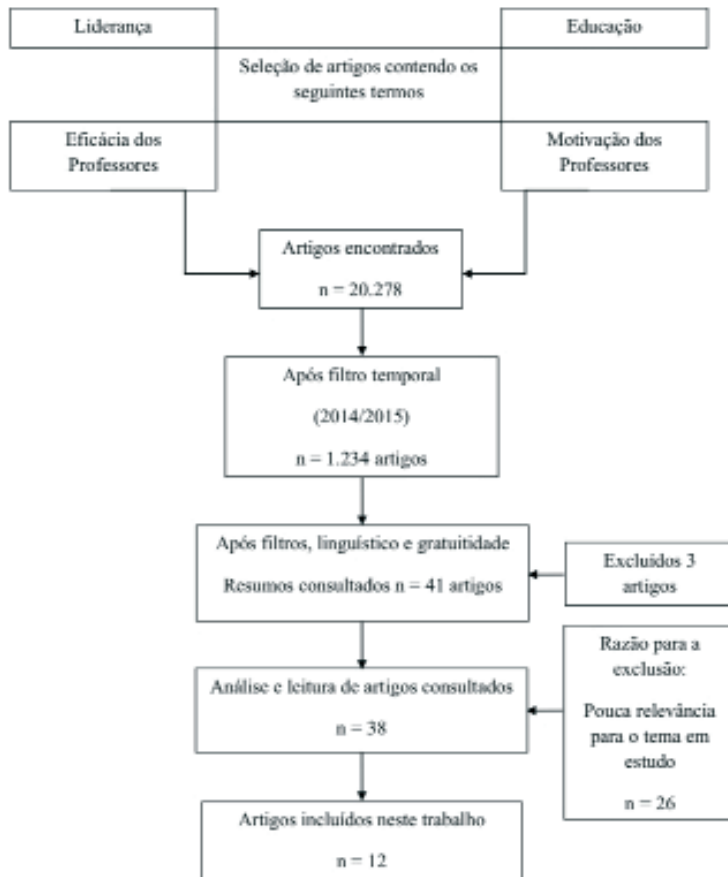 Liderança
Educação
Seleção de artigos contendo os
seguintes termos
Eficácia dos
Professores
Motivação dos
Professores
Artigos encontrados
n = 20.278
Após filtro temporal
(2014/2015)
n = 1.234 artigos
Após filtros, linguístico e gratuitidade
Resumos consultados n = 41 artigos
Excluídos 3
artigos
Análise e leitura de artigos consultados
n = 38
Razão para a
exclusão:
Pouca relevância
para o tema em
estudo
n = 26
Artigos incluídos neste trabalho
n = 12